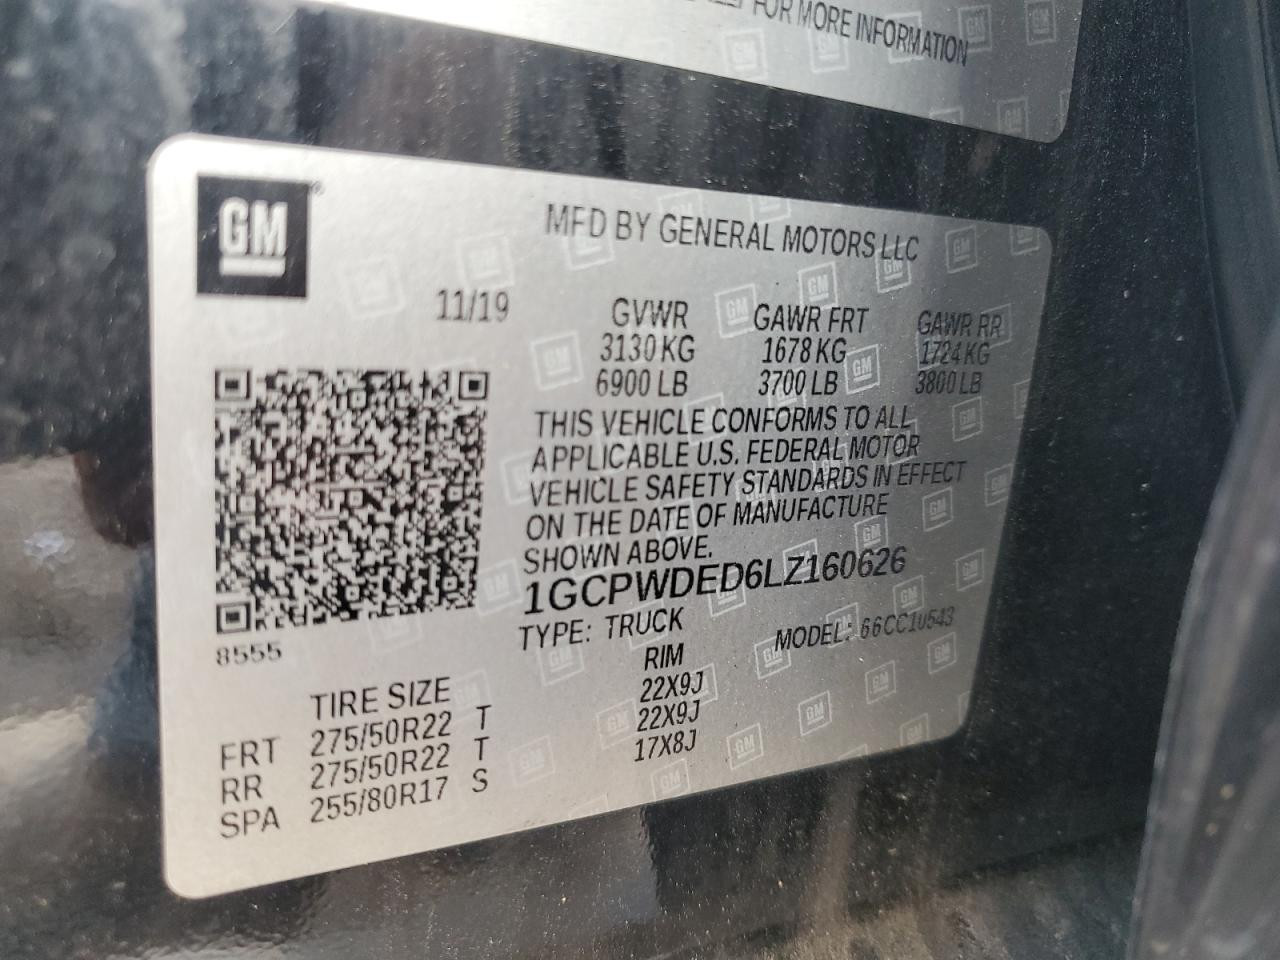 FOR MORE INFORMATION
GM
MFD BY GENERAL MOTORS LLC
11/19
GVWR GAWR FRT GAWR RR
3130 KG 1678 KG 1724 KG
6900 LB 3700 LB 3800 LB
THIS VEHICLE CONFORMS TO ALL
APPLICABLE U.S. FEDERAL MOTOR
VEHICLE SAFETY STANDARDS IN EFFECT
ON THE DATE OF MANUFACTURE
SHOWN ABOVE.
1GCPWDED6LZ160626
TYPE: TRUCK MODEL: 66CC10543
8555
TIRE SIZE RIM
FRT 275/50R22 T 22X9J
RR 275/50R22 T 22X9J
SPA 255/80R17 S 17X8J